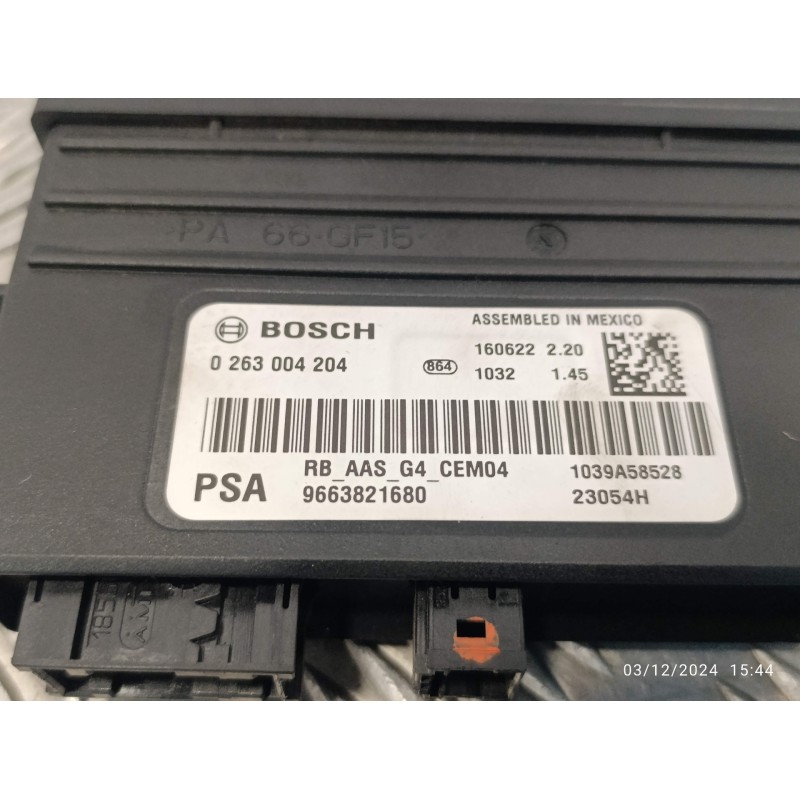 PA 66-GF15
BOSCH
ASSEMBLED IN MEXICO
0 263 004 204
864
160622 2.20
1032 1.45
RB_AAS_G4_CEM04
1039A58528
PSA
9663821680
23054H
03/12/2024 15:44